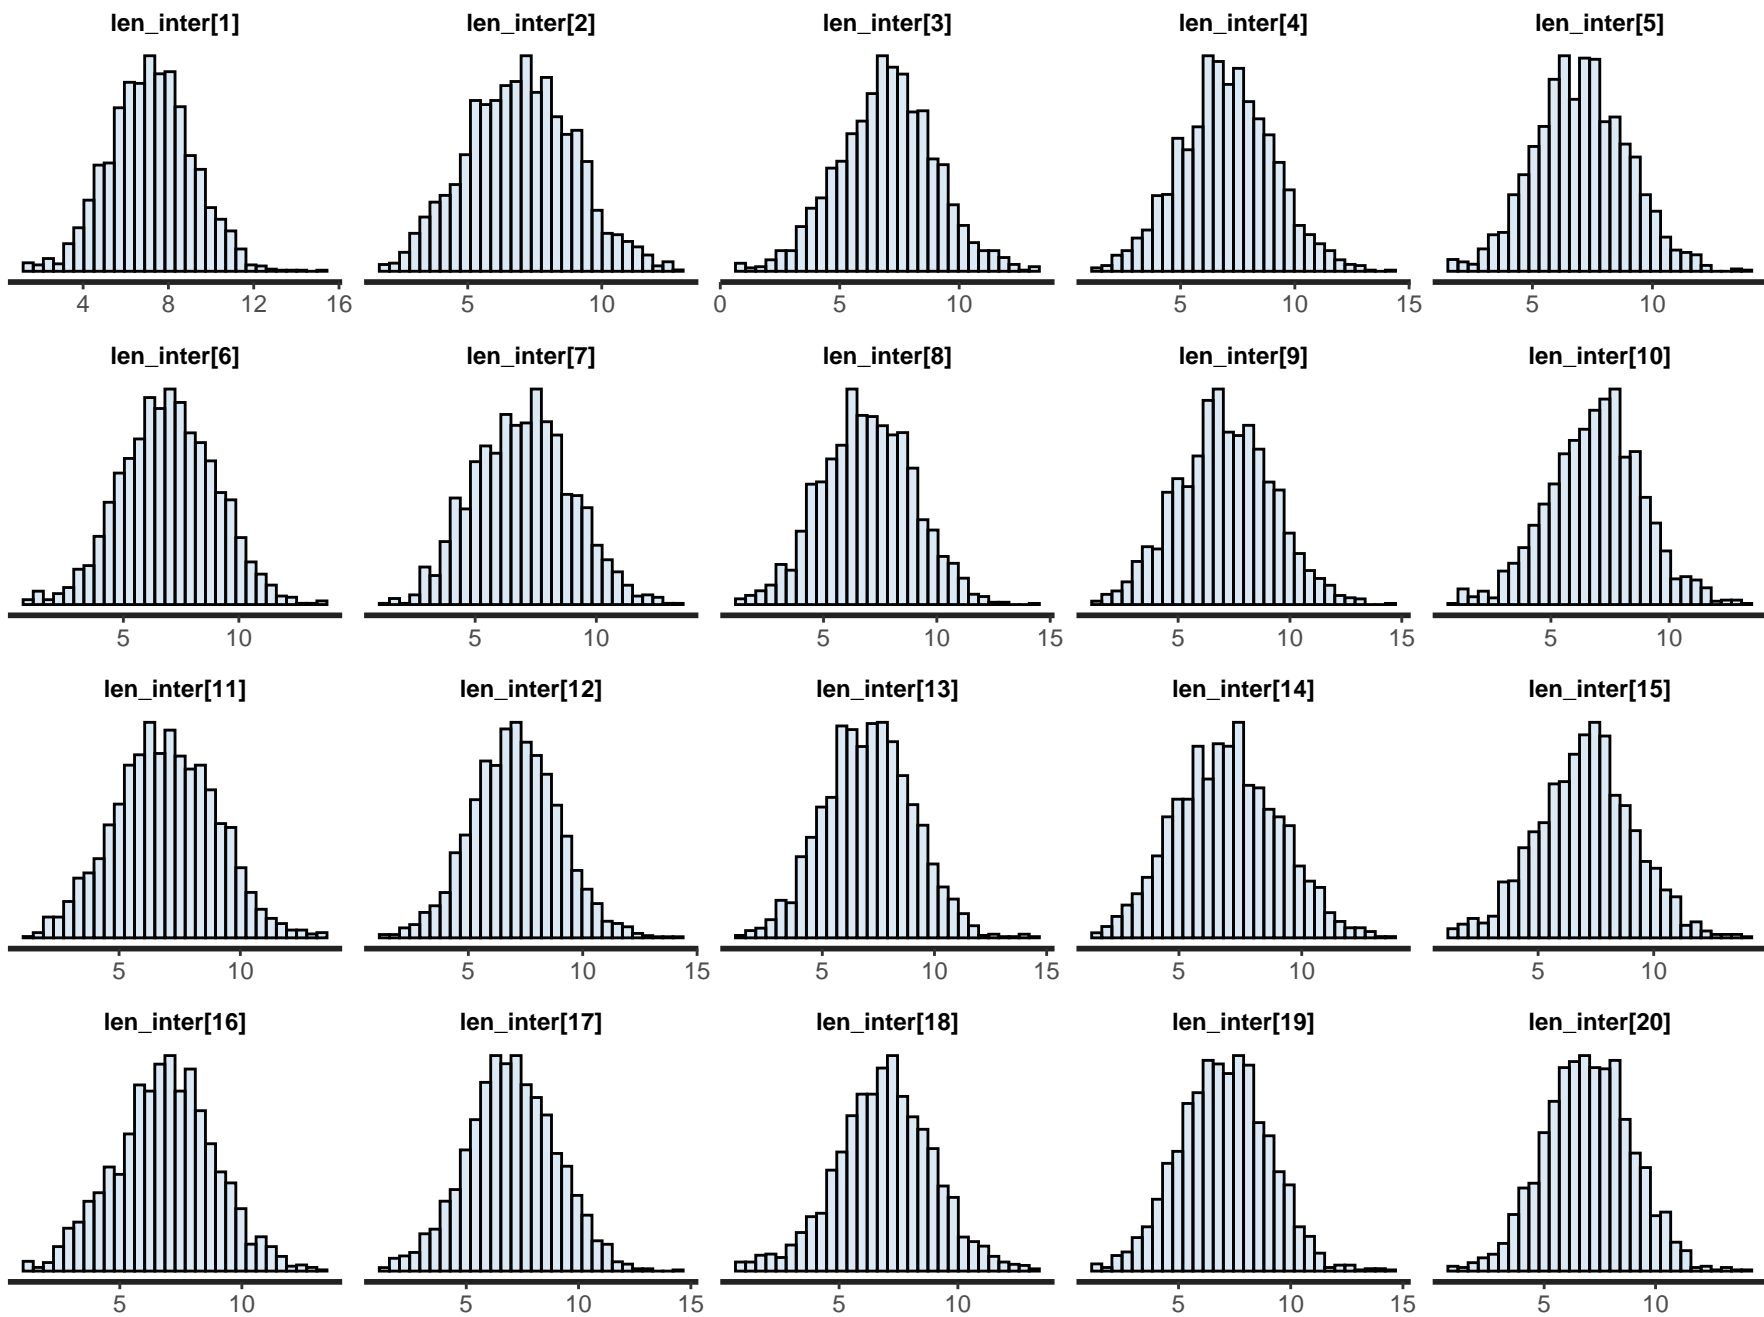 len_inter[1] len_inter[2] len_inter[3] len_inter[4] len_inter[5]
4 8 12 16 5 10 0 5 10 5 10 15 5 10
len_inter[6] len_inter[7] len_inter[8] len_inter[9] len_inter[10]
5 10 5 10 5 10 15 5 10 15 5 10
len_inter[11] len_inter[12] len_inter[13] len_inter[14] len_inter[15]
5 10 5 10 15 5 10 15 5 10 5 10
len_inter[16] len_inter[17] len_inter[18] len_inter[19] len_inter[20]
5 10 5 10 15 5 10 5 10 15 5 10